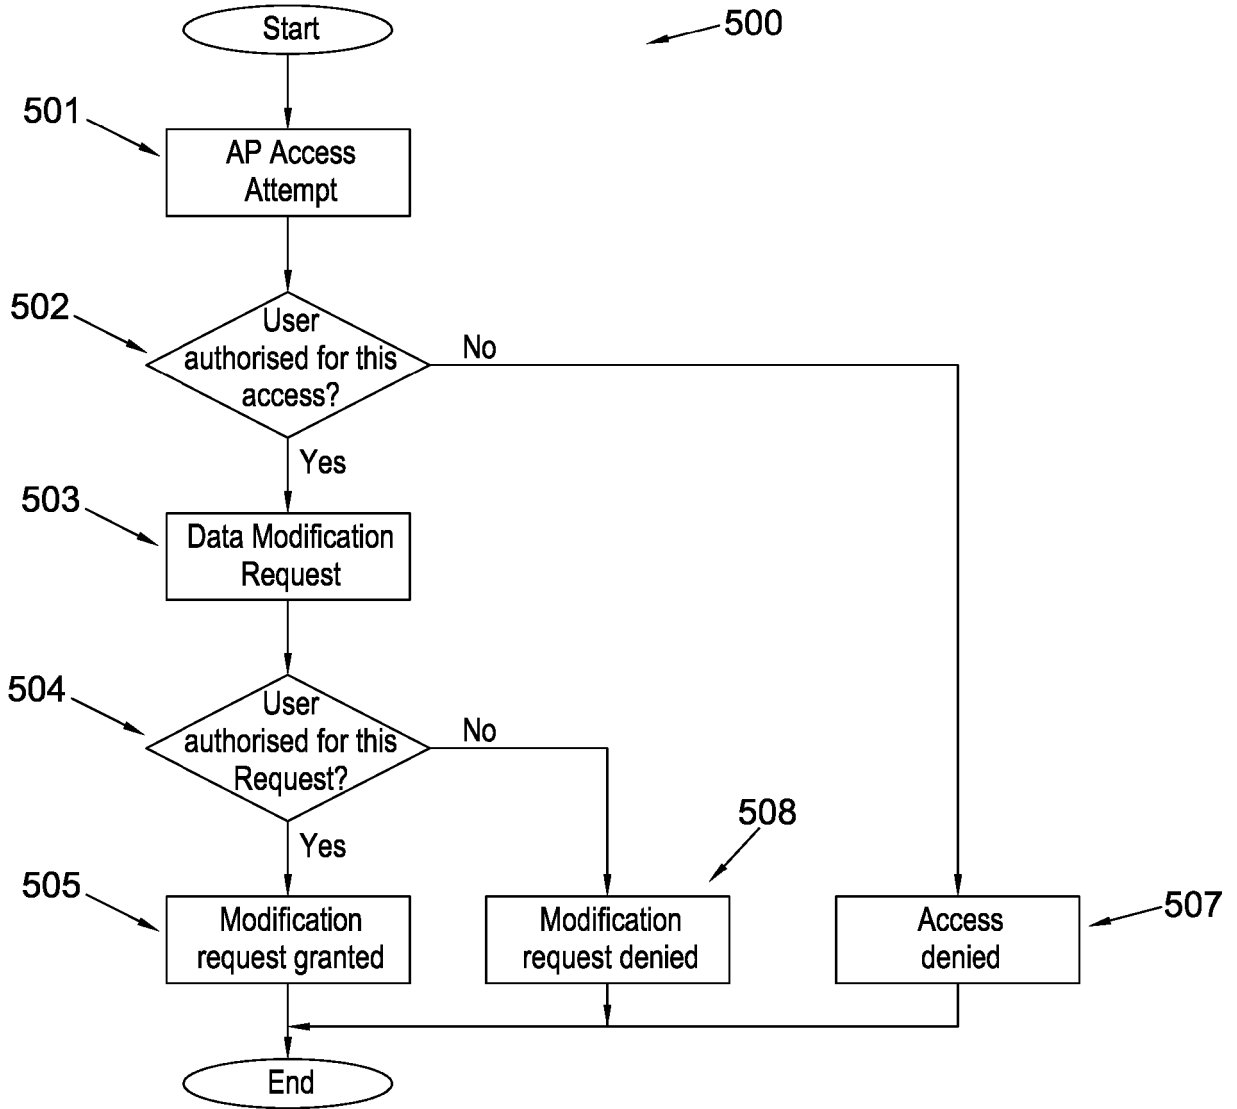 Start
500
501
AP Access
Attempt
502
User
authorised for this
access?
No
Yes
503
Data Modification
Request
504
User
authorised for this
Request?
No
Yes
508
505
Modification
request granted
Modification
request denied
Access
denied
507
End